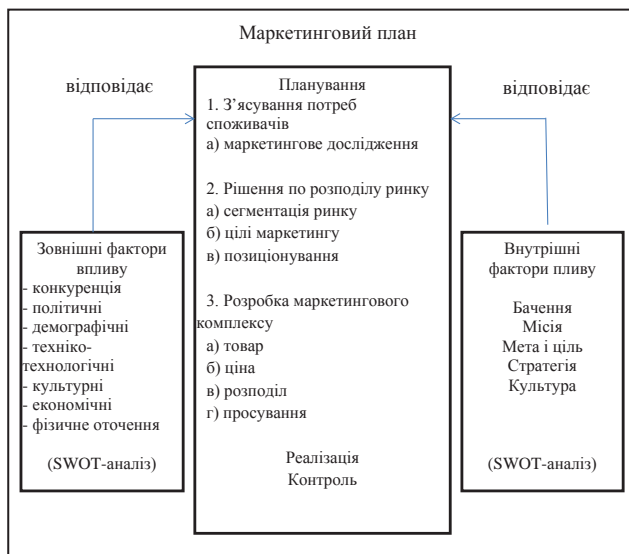 Маркетинговий план
відповідає
Зовнішні фактори
впливу
- конкуренція
- політичні
- демографічні
- техніко-
технологічні
- культурні
- економічні
- фізичне оточення
(SWOT-аналіз)
Планування
1. З’ясування потреб
споживачів
а) маркетингове дослідження
2. Рішення по розподілу ринку
а) сегментація ринку
б) цілі маркетингу
в) позиціонування
3. Розробка маркетингового
комплексу
а) товар
б) ціна
в) розподіл
г) просування
Реалізація
Контроль
відповідає
Внутрішні
фактори пливу
Бачення
Місія
Мета і ціль
Стратегія
Культура
(SWOT-аналіз)